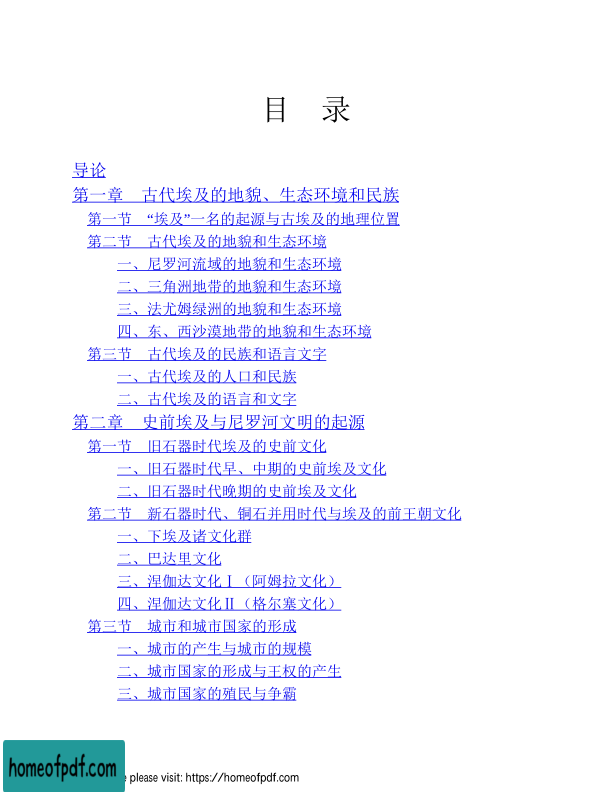 目 录
导论
第一章 古代埃及的地貌、生态环境和民族
第一节 “埃及”一名的起源与古埃及的地理位置
第二节 古代埃及的地貌和生态环境
一、尼罗河流域的地貌和生态环境
二、三角洲地带的地貌和生态环境
三、法尤姆绿洲的地貌和生态环境
四、东、西沙漠地带的地貌和生态环境
第三节 古代埃及的民族和语言文字
一、古代埃及的人口和民族
二、古代埃及的语言和文字
第二章 史前埃及与尼罗河文明的起源
第一节 旧石器时代埃及的史前文化
一、旧石器时代早、中期的史前埃及文化
二、旧石器时代晚期的史前埃及文化
第二节 新石器时代、铜石并用时代与埃及的前王朝文化
一、下埃及诸文化群
二、巴达里文化
三、涅伽达文化Ⅰ（阿姆拉文化）
四、涅伽达文化Ⅱ（格尔塞文化）
第三节 城市和城市国家的形成
一、城市的产生与城市的规模
二、城市国家的形成与王权的产生
三、城市国家的殖民与争霸
homeofpdf.com
please visit: https://homeofpdf.com